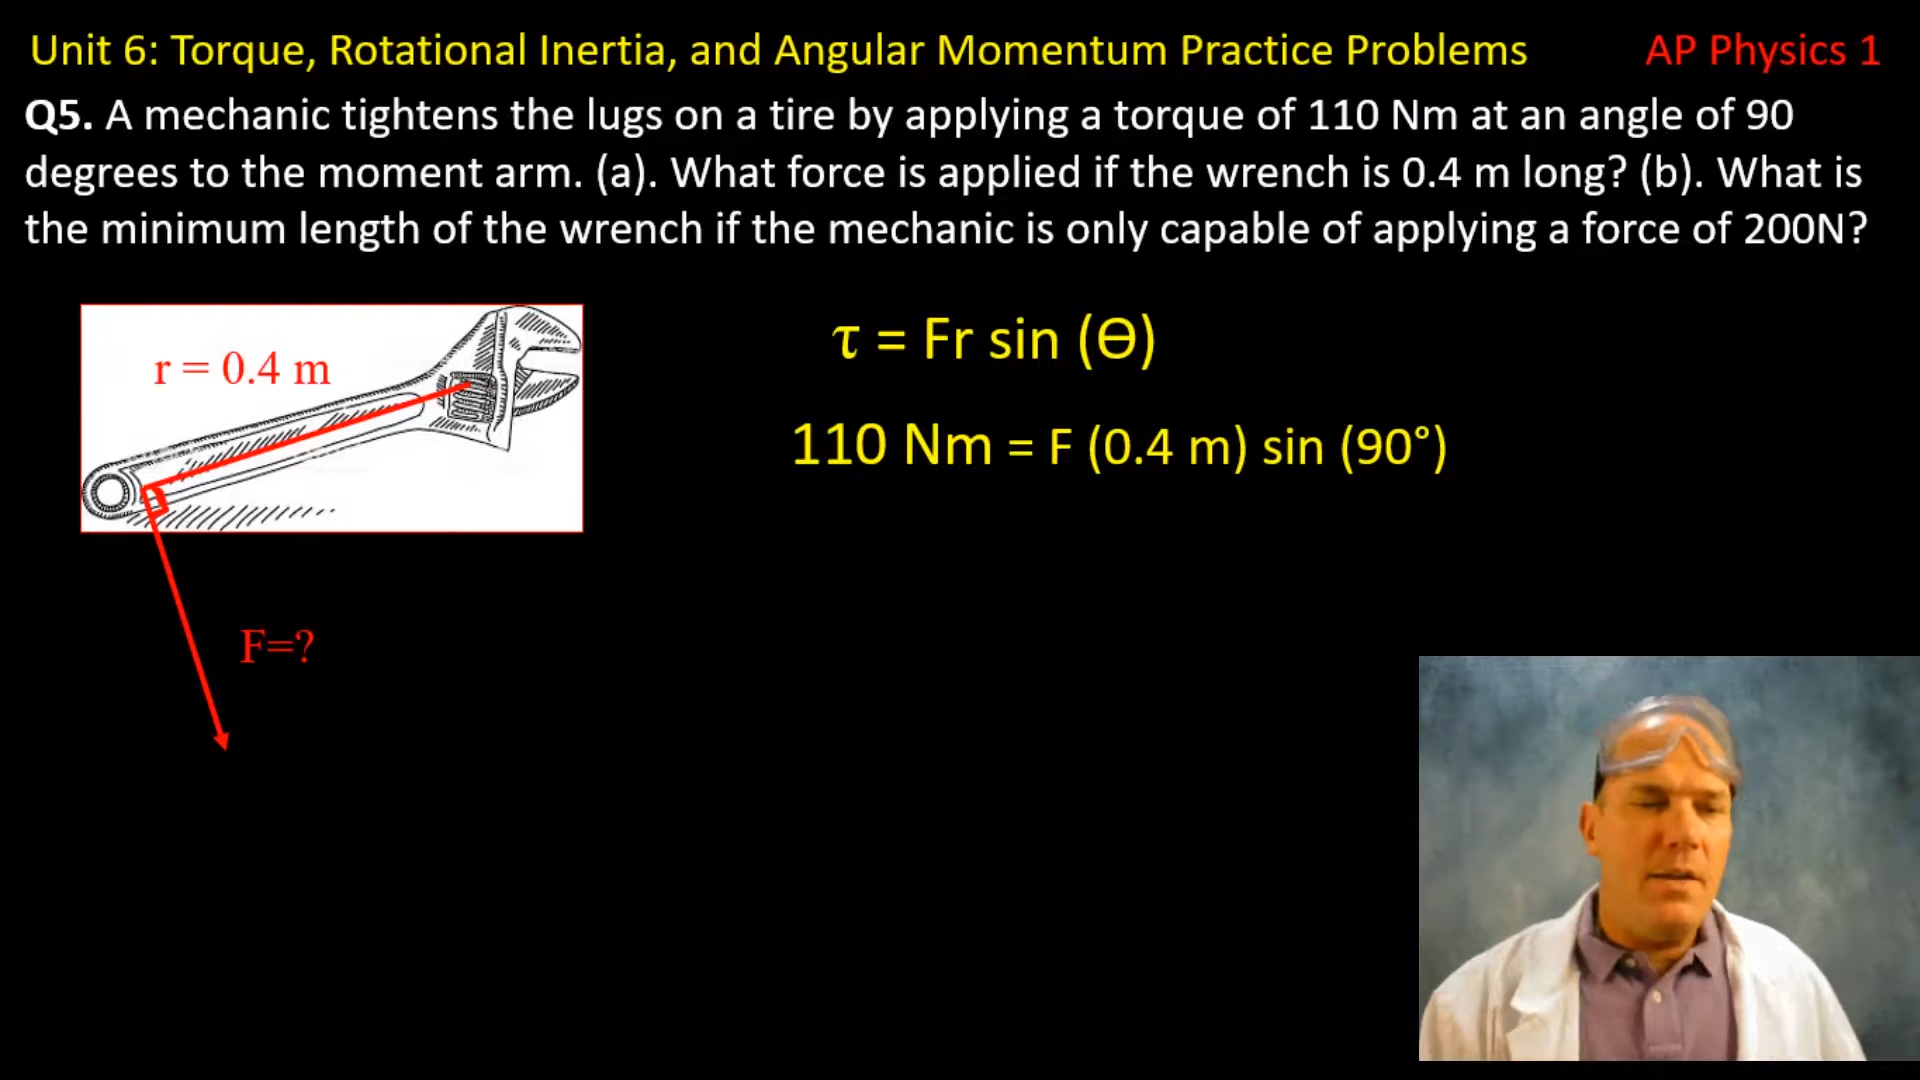 Unit 6: Torque, Rotational Inertia, and Angular Momentum Practice Problems AP Physics 1
Q5. A mechanic tightens the lugs on a tire by applying a torque of 110 Nm at an angle of 90
degrees to the moment arm. (a). What force is applied if the wrench is 0.4 m long? (b). What is
the minimum length of the wrench if the mechanic is only capable of applying a force of 200N?
τ = Fr sin (Θ)
r = 0.4 m
110 Nm = F (0.4 m) sin (90°)
F=?